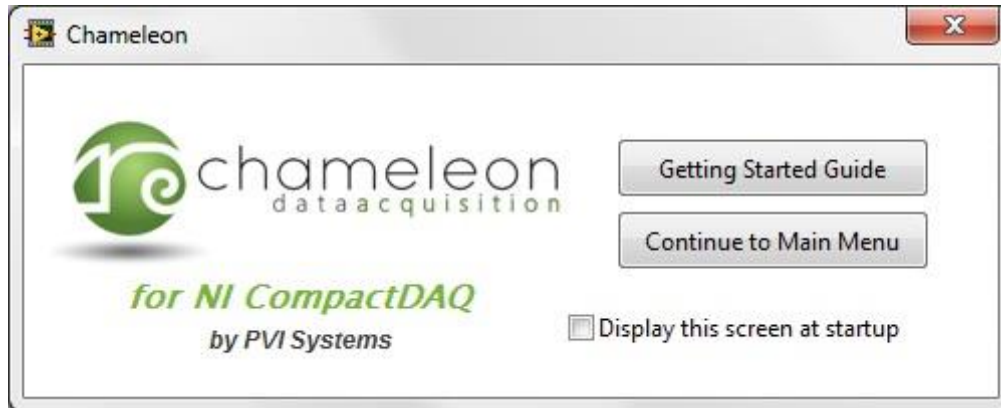 Chameleon
chameleon
dataacquisition
for NI CompactDAQ
by PVI Systems
Getting Started Guide
Continue to Main Menu
Display this screen at startup